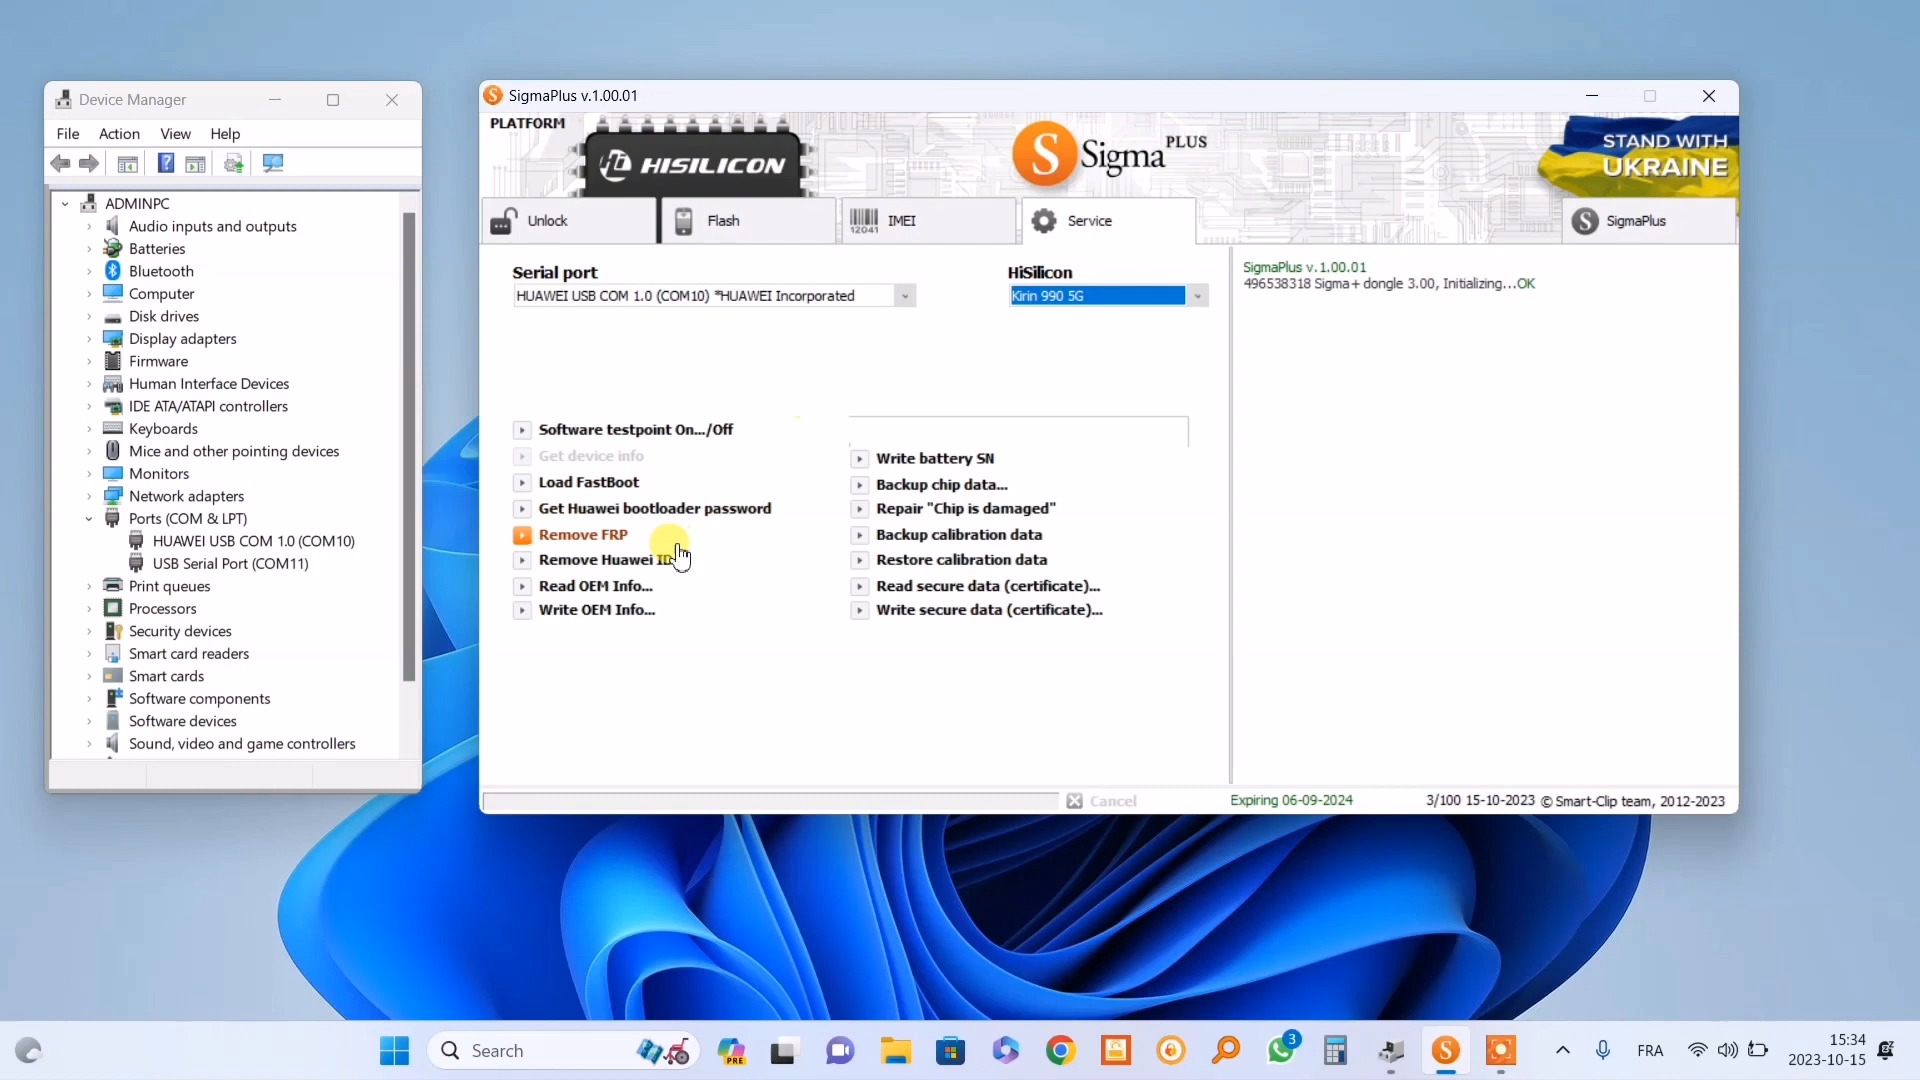 Device Manager
File Action View Help
ADMINPC
Audio inputs and outputs
Batteries
Bluetooth
Computer
Disk drives
Display adapters
Firmware
Human Interface Devices
IDE ATA/ATAPI controllers
Keyboards
Mice and other pointing devices
Monitors
Network adapters
Ports (COM & LPT)
HUAWEI USB COM 1.0 (COM10)
USB Serial Port (COM11)
Print queues
Processors
Security devices
Smart card readers
Smart cards
Software components
Software devices
Sound, video and game controllers
SigmaPlus v.1.00.01
PLATFORM
HISILICON
S Sigma PLUS
STAND WITH
UKRAINE
Unlock
Flash
12041 IMEI
Service
SigmaPlus
Serial port
HUAWEI USB COM 1.0 (COM10) *HUAWEI Incorporated
HiSilicon
Kirin 990 5G
Software testpoint On.../Off
Get device info
Load FastBoot
Get Huawei bootloader password
Remove FRP
Remove Huawei ID
Read OEM Info...
Write OEM Info...
Write battery SN
Backup chip data...
Repair "Chip is damaged"
Backup calibration data
Restore calibration data
Read secure data (certificate)...
Write secure data (certificate)...
SigmaPlus v.1.00.01
496538318 Sigma+ dongle 3.00, Initializing...OK
Cancel
Expiring 06-09-2024
3/100 15-10-2023 © Smart-Clip team, 2012-2023
Search
PRE
3
FRA
15:34
2023-10-15